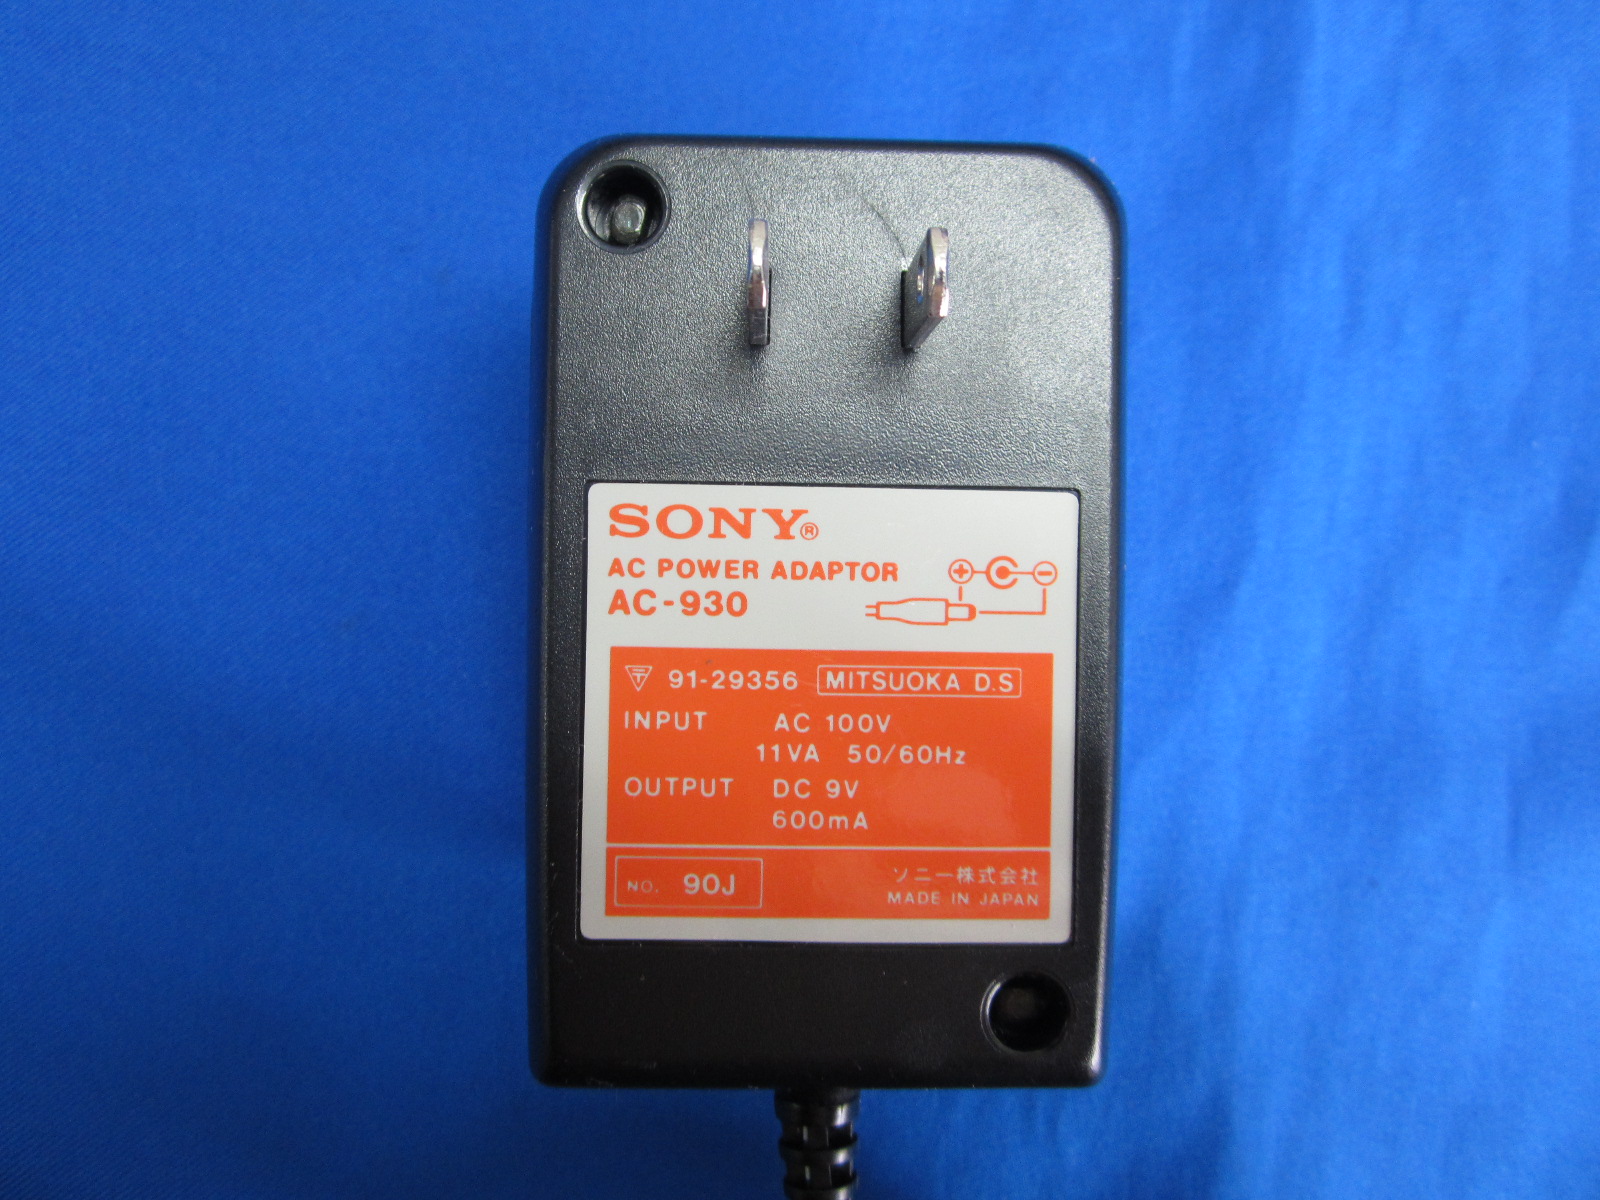 SONY®
AC POWER ADAPTOR
AC-930
〒 91-29356 MITSUOKA D.S
INPUT AC 100V
11VA 50/60Hz
OUTPUT DC 9V
600mA
NO. 90J
ソニー株式会社
MADE IN JAPAN